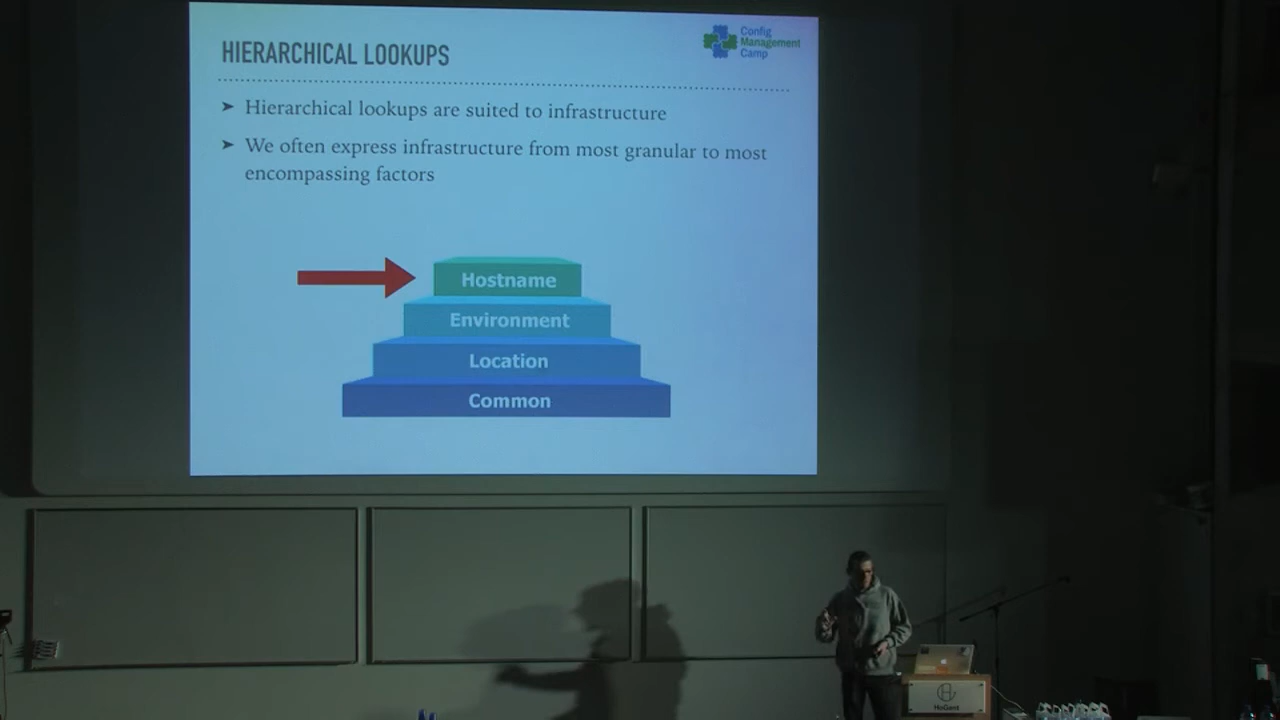 HIERARCHICAL LOOKUPS
Config
Management
Camp
➤ Hierarchical lookups are suited to infrastructure
➤ We often express infrastructure from most granular to most
encompassing factors
Hostname
Environment
Location
Common
HoGent